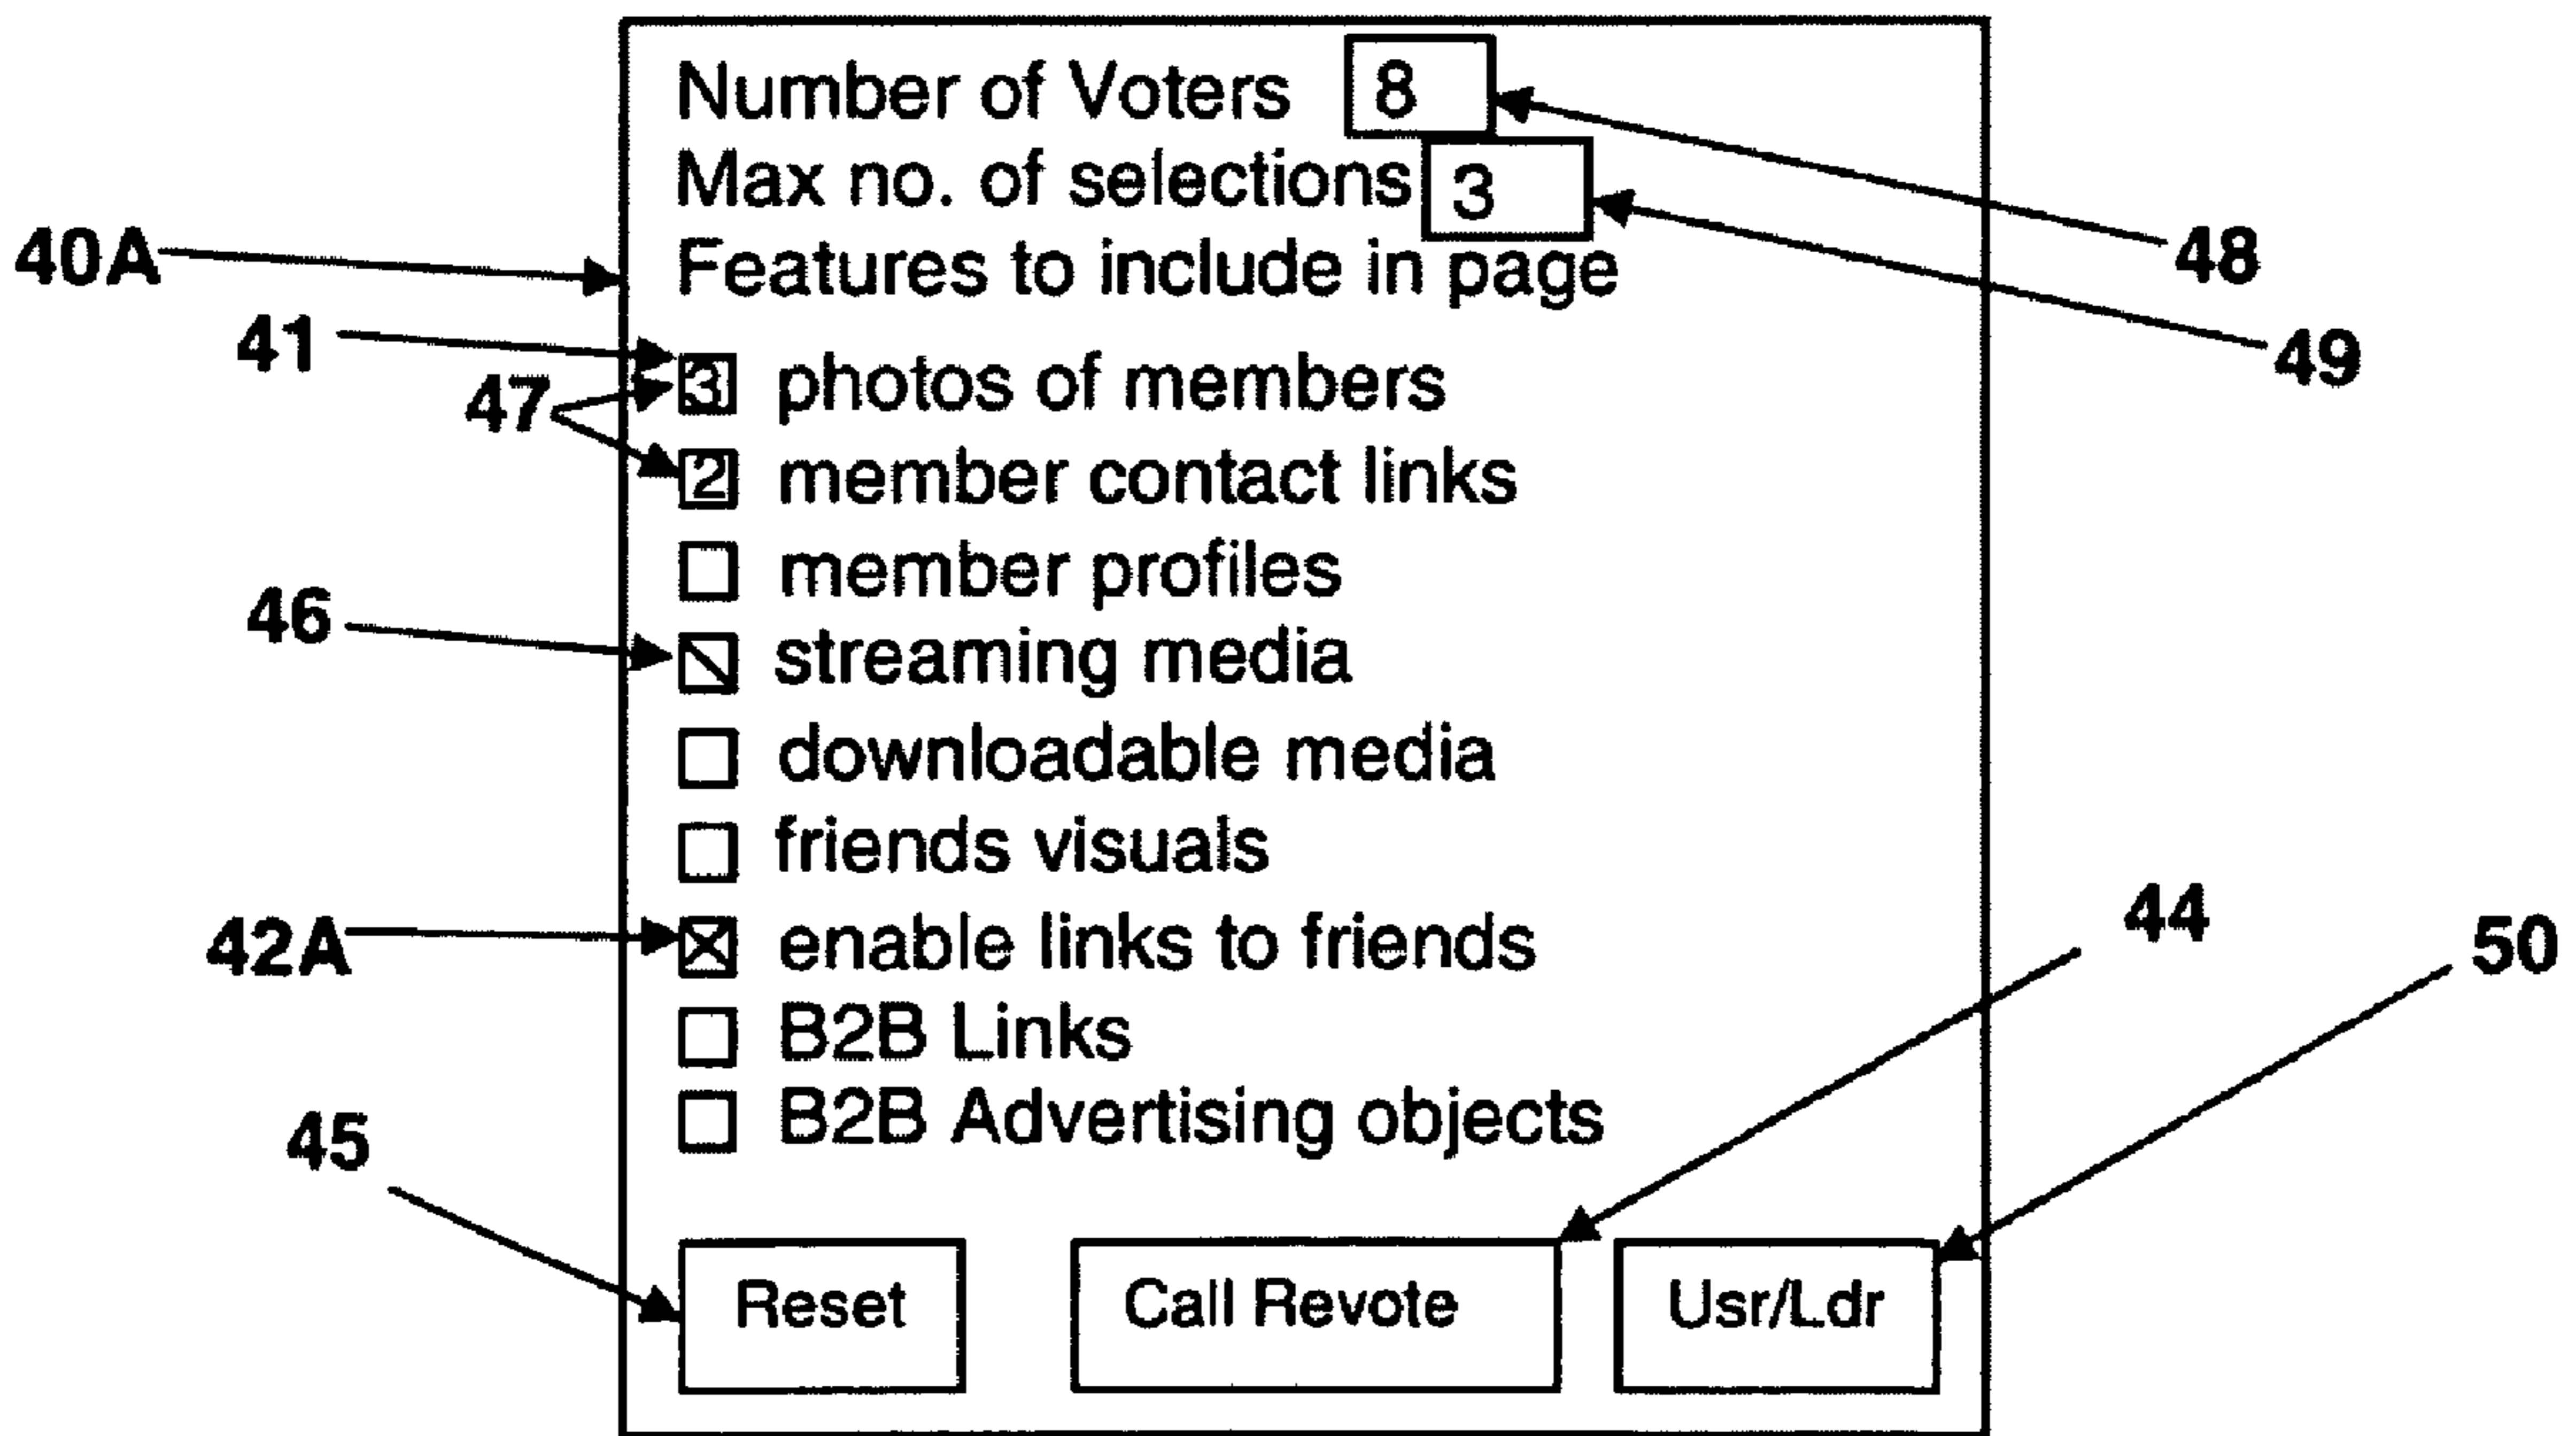 Number of Voters 8
Max no. of selections 3
Features to include in page
40A
48
49
41
47
3 photos of members
2 member contact links
member profiles
46
streaming media
downloadable media
friends visuals
42A
enable links to friends
44
50
B2B Links
B2B Advertising objects
45
Reset
Call Revote
Usr/Ldr